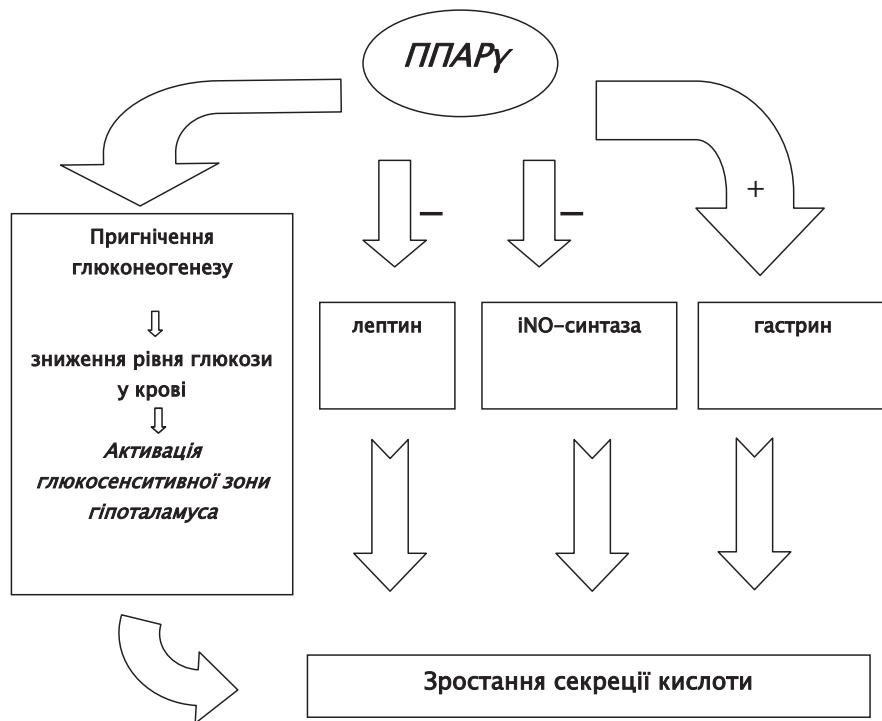 ППАРγ
+
–
–
Пригнічення
глюконеогенезу
зниження рівня глюкози
у крові
Активація
глюкосенситивної зони
гіпоталамуса
лептин
iNO–синтаза
гастрин
Зростання секреції кислоти